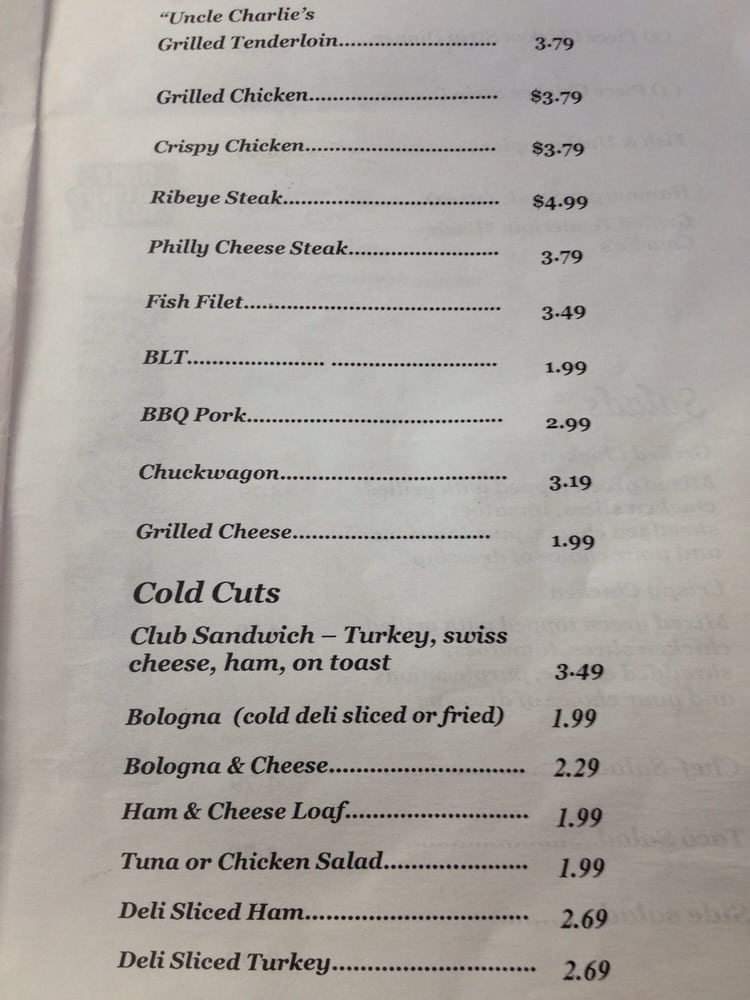 “Uncle Charlie’s
Grilled Tenderloin.................................. 3.79
Grilled Chicken......................................... $3.79
Crispy Chicken......................................... $3.79
Ribeye Steak.............................................. $4.99
Philly Cheese Steak................................ 3.79
Fish Filet...................................................... 3.49
BLT........................ ............................. 1.99
BBQ Pork..................................................... 2.99
Chuckwagon............................................... 3.19
Grilled Cheese......................................... 1.99
Cold Cuts
Club Sandwich – Turkey, swiss
cheese, ham, on toast 3.49
Bologna (cold deli sliced or fried) 1.99
Bologna & Cheese................................ 2.29
Ham & Cheese Loaf.............................. 1.99
Tuna or Chicken Salad....................... 1.99
Deli Sliced Ham.................................... 2.69
Deli Sliced Turkey................................. 2.69